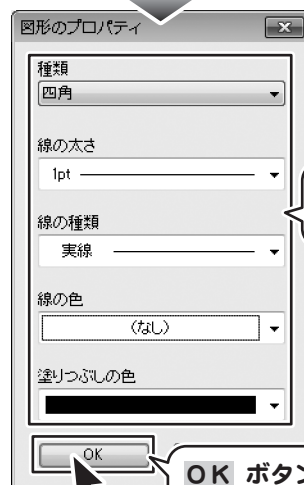 図形のプロパティ
種類
四角
線の太さ
1pt
線の種類
実線
線の色
(なし)
塗りつぶしの色
OK
OK ボタン